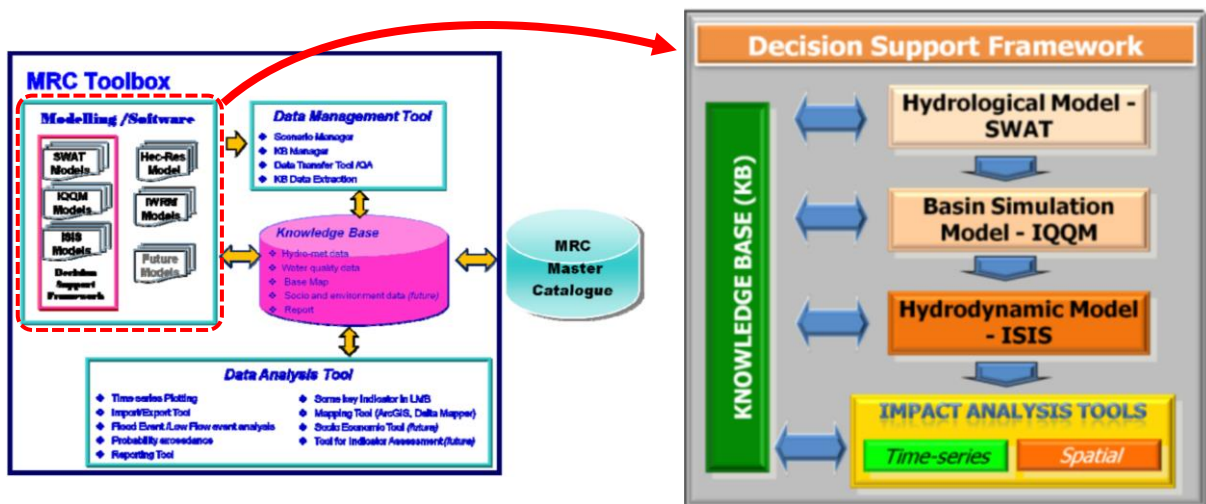 MRC Toolbox
Modelling /Software
SWAT
Models
IQQM
Models
ISIS
Models
Decision
Support
Framework
Hec-Res
Model
IWRM
Models
Future
Models
Data Management Tool
❖ Scenario Manager
❖ KB Manager
❖ Data Transfer Tool /QA
❖ KB Data Extraction
Knowledge Base
❖ Hydro-met data
❖ Water quality data
❖ Base Map
❖ Socio and environment data (future)
❖ Report
MRC
Master
Catalogue
Data Analysis Tool
❖ Time-series Plotting
❖ Import/Export Tool
❖ Flood Event /Low Flow event analysis
❖ Probability exceedance
❖ Reporting Tool
❖ Some key Indicator in LMB
❖ Mapping Tool (ArcGIS, Delta Mapper)
❖ Socio Economic Tool (future)
❖ Tool for Indicator Assessment (future)
Decision Support Framework
KNOWLEDGE BASE (KB)
Hydrological Model -
SWAT
Basin Simulation
Model - IQQM
Hydrodynamic Model
- ISIS
IMPACT ANALYSIS TOOLS
Time-series
Spatial